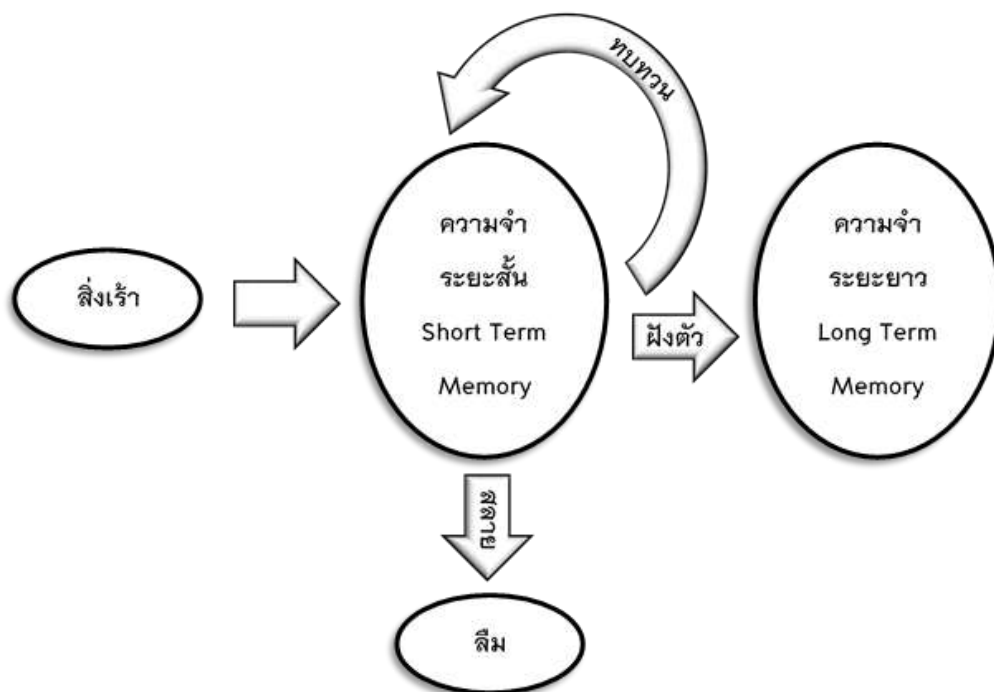 ทบทวน
สิ่งเร้า
ความจำ
ระยะสั้น
Short Term
Memory
ฝังตัว
ความจำ
ระยะยาว
Long Term
Memory
สลาย
ลืม